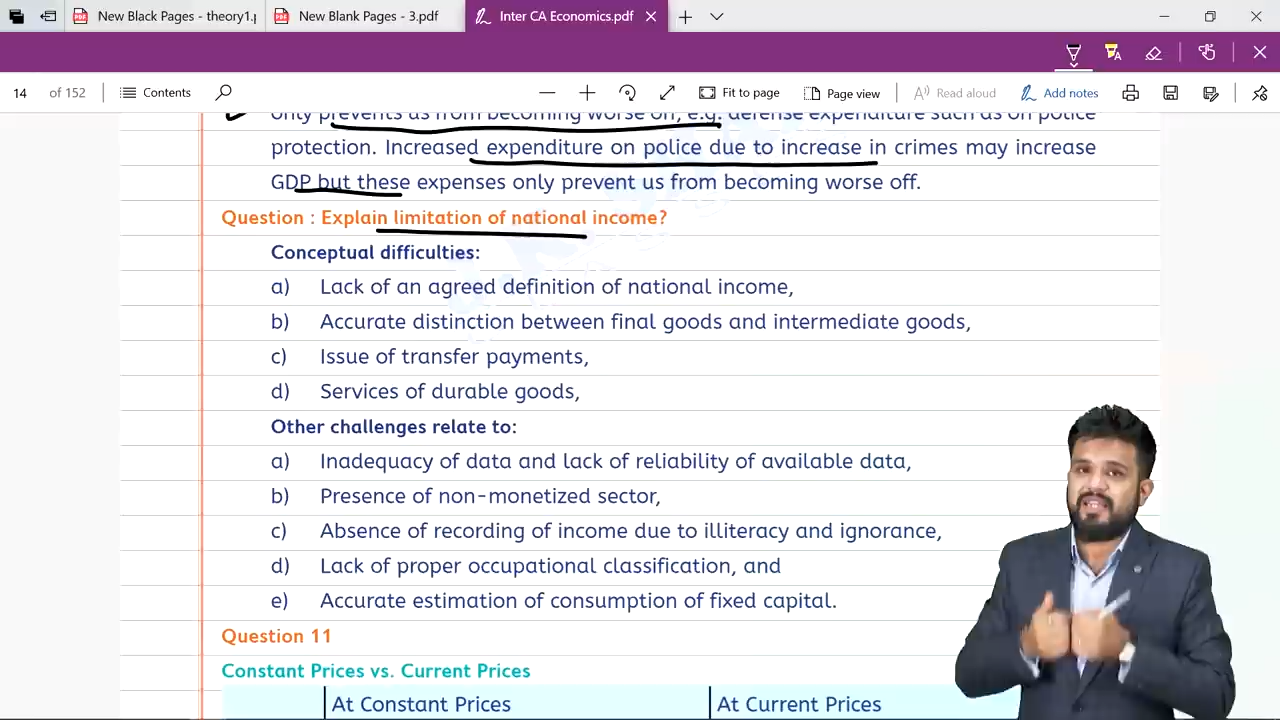 New Black Pages - theory1.p
New Blank Pages - 3.pdf
Inter CA Economics.pdf
14 of 152 Contents Fit to page Page view Read aloud Add notes
only prevents us from becoming worse off, e.g. defense expenditure such as on police
protection. Increased expenditure on police due to increase in crimes may increase
GDP but these expenses only prevent us from becoming worse off.
Question : Explain limitation of national income?
Conceptual difficulties:
a) Lack of an agreed definition of national income,
b) Accurate distinction between final goods and intermediate goods,
c) Issue of transfer payments,
d) Services of durable goods,
Other challenges relate to:
a) Inadequacy of data and lack of reliability of available data,
b) Presence of non-monetized sector,
c) Absence of recording of income due to illiteracy and ignorance,
d) Lack of proper occupational classification, and
e) Accurate estimation of consumption of fixed capital.
Question 11
Constant Prices vs. Current Prices
At Constant Prices At Current Prices